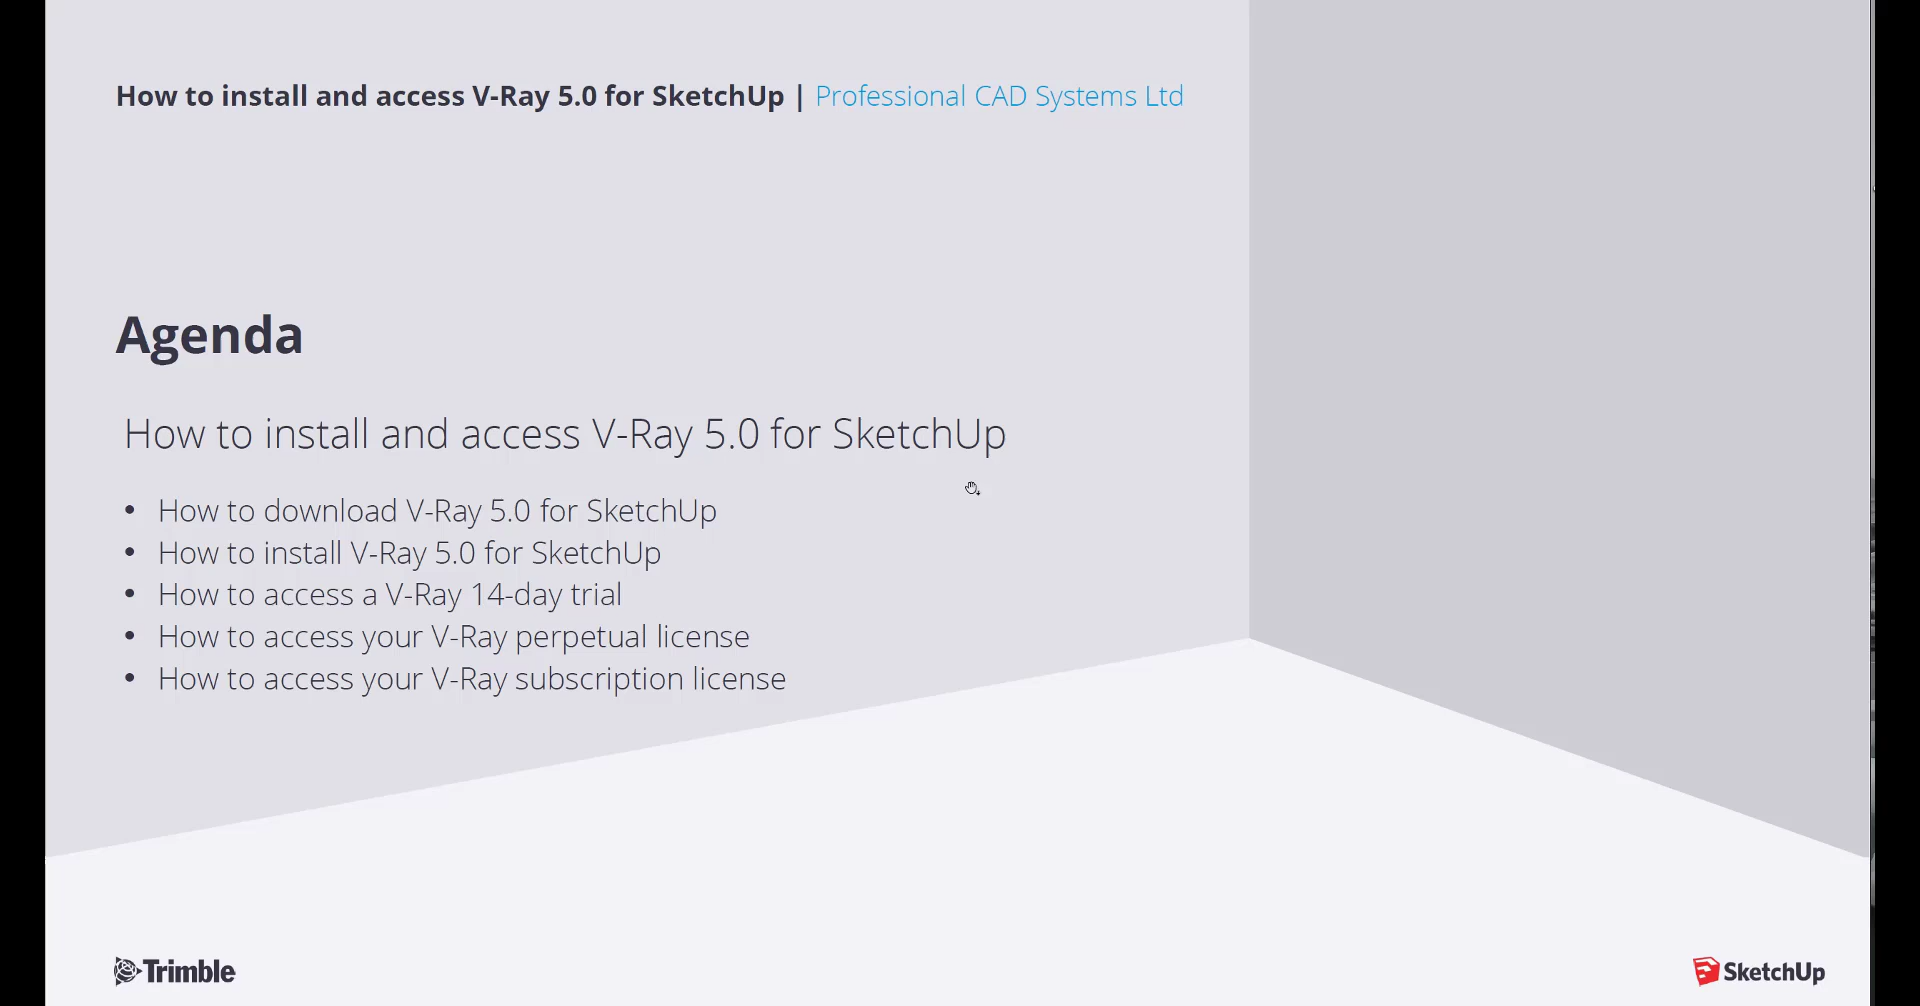 How to install and access V-Ray 5.0 for SketchUp | Professional CAD Systems Ltd
Agenda
How to install and access V-Ray 5.0 for SketchUp
• How to download V-Ray 5.0 for SketchUp
• How to install V-Ray 5.0 for SketchUp
• How to access a V-Ray 14-day trial
• How to access your V-Ray perpetual license
• How to access your V-Ray subscription license
Trimble
SketchUp